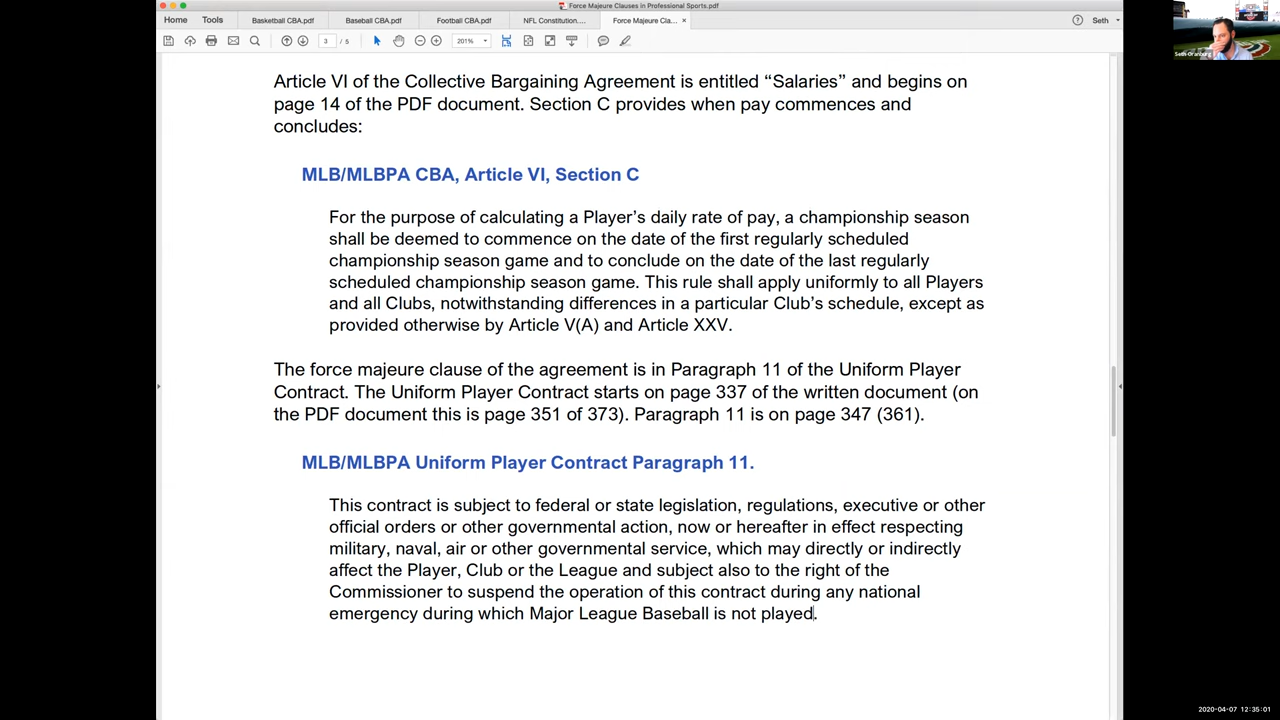 Force Majeure Clauses in Professional Sports.pdf
Home Tools Basketball CBA.pdf Baseball CBA.pdf Football CBA.pdf NFL Constitution.... Force Majeure Cla... × Seth
3 / 5 201%
Seth Oranburg
Article VI of the Collective Bargaining Agreement is entitled “Salaries” and begins on
page 14 of the PDF document. Section C provides when pay commences and
concludes:
MLB/MLBPA CBA, Article VI, Section C
For the purpose of calculating a Player’s daily rate of pay, a championship season
shall be deemed to commence on the date of the first regularly scheduled
championship season game and to conclude on the date of the last regularly
scheduled championship season game. This rule shall apply uniformly to all Players
and all Clubs, notwithstanding differences in a particular Club’s schedule, except as
provided otherwise by Article V(A) and Article XXV.
The force majeure clause of the agreement is in Paragraph 11 of the Uniform Player
Contract. The Uniform Player Contract starts on page 337 of the written document (on
the PDF document this is page 351 of 373). Paragraph 11 is on page 347 (361).
MLB/MLBPA Uniform Player Contract Paragraph 11.
This contract is subject to federal or state legislation, regulations, executive or other
official orders or other governmental action, now or hereafter in effect respecting
military, naval, air or other governmental service, which may directly or indirectly
affect the Player, Club or the League and subject also to the right of the
Commissioner to suspend the operation of this contract during any national
emergency during which Major League Baseball is not played.
2020-04-07 12:35:01